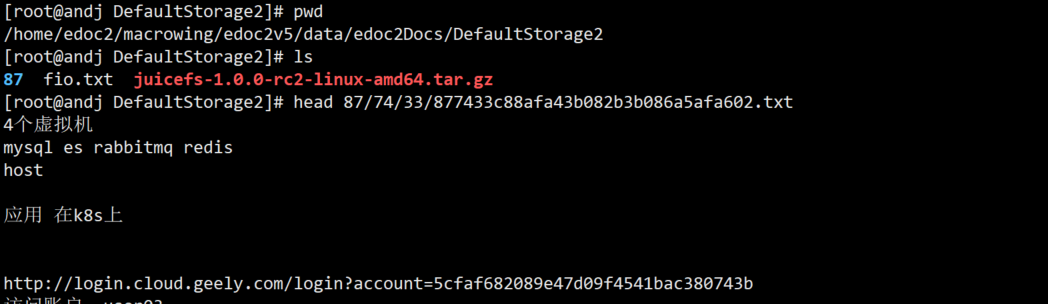 [root@andj DefaultStorage2]# pwd
/home/edoc2/macrowing/edoc2v5/data/edoc2Docs/DefaultStorage2
[root@andj DefaultStorage2]# ls
87 fio.txt juicefs-1.0.0-rc2-linux-amd64.tar.gz
[root@andj DefaultStorage2]# head 87/74/33/877433c88afa43b082b3b086a5afa602.txt
4个虚拟机
mysql es rabbitmq redis
host
应用 在k8s上
http://login.cloud.geely.com/login?account=5cfaf682089e47d09f4541bac380743b